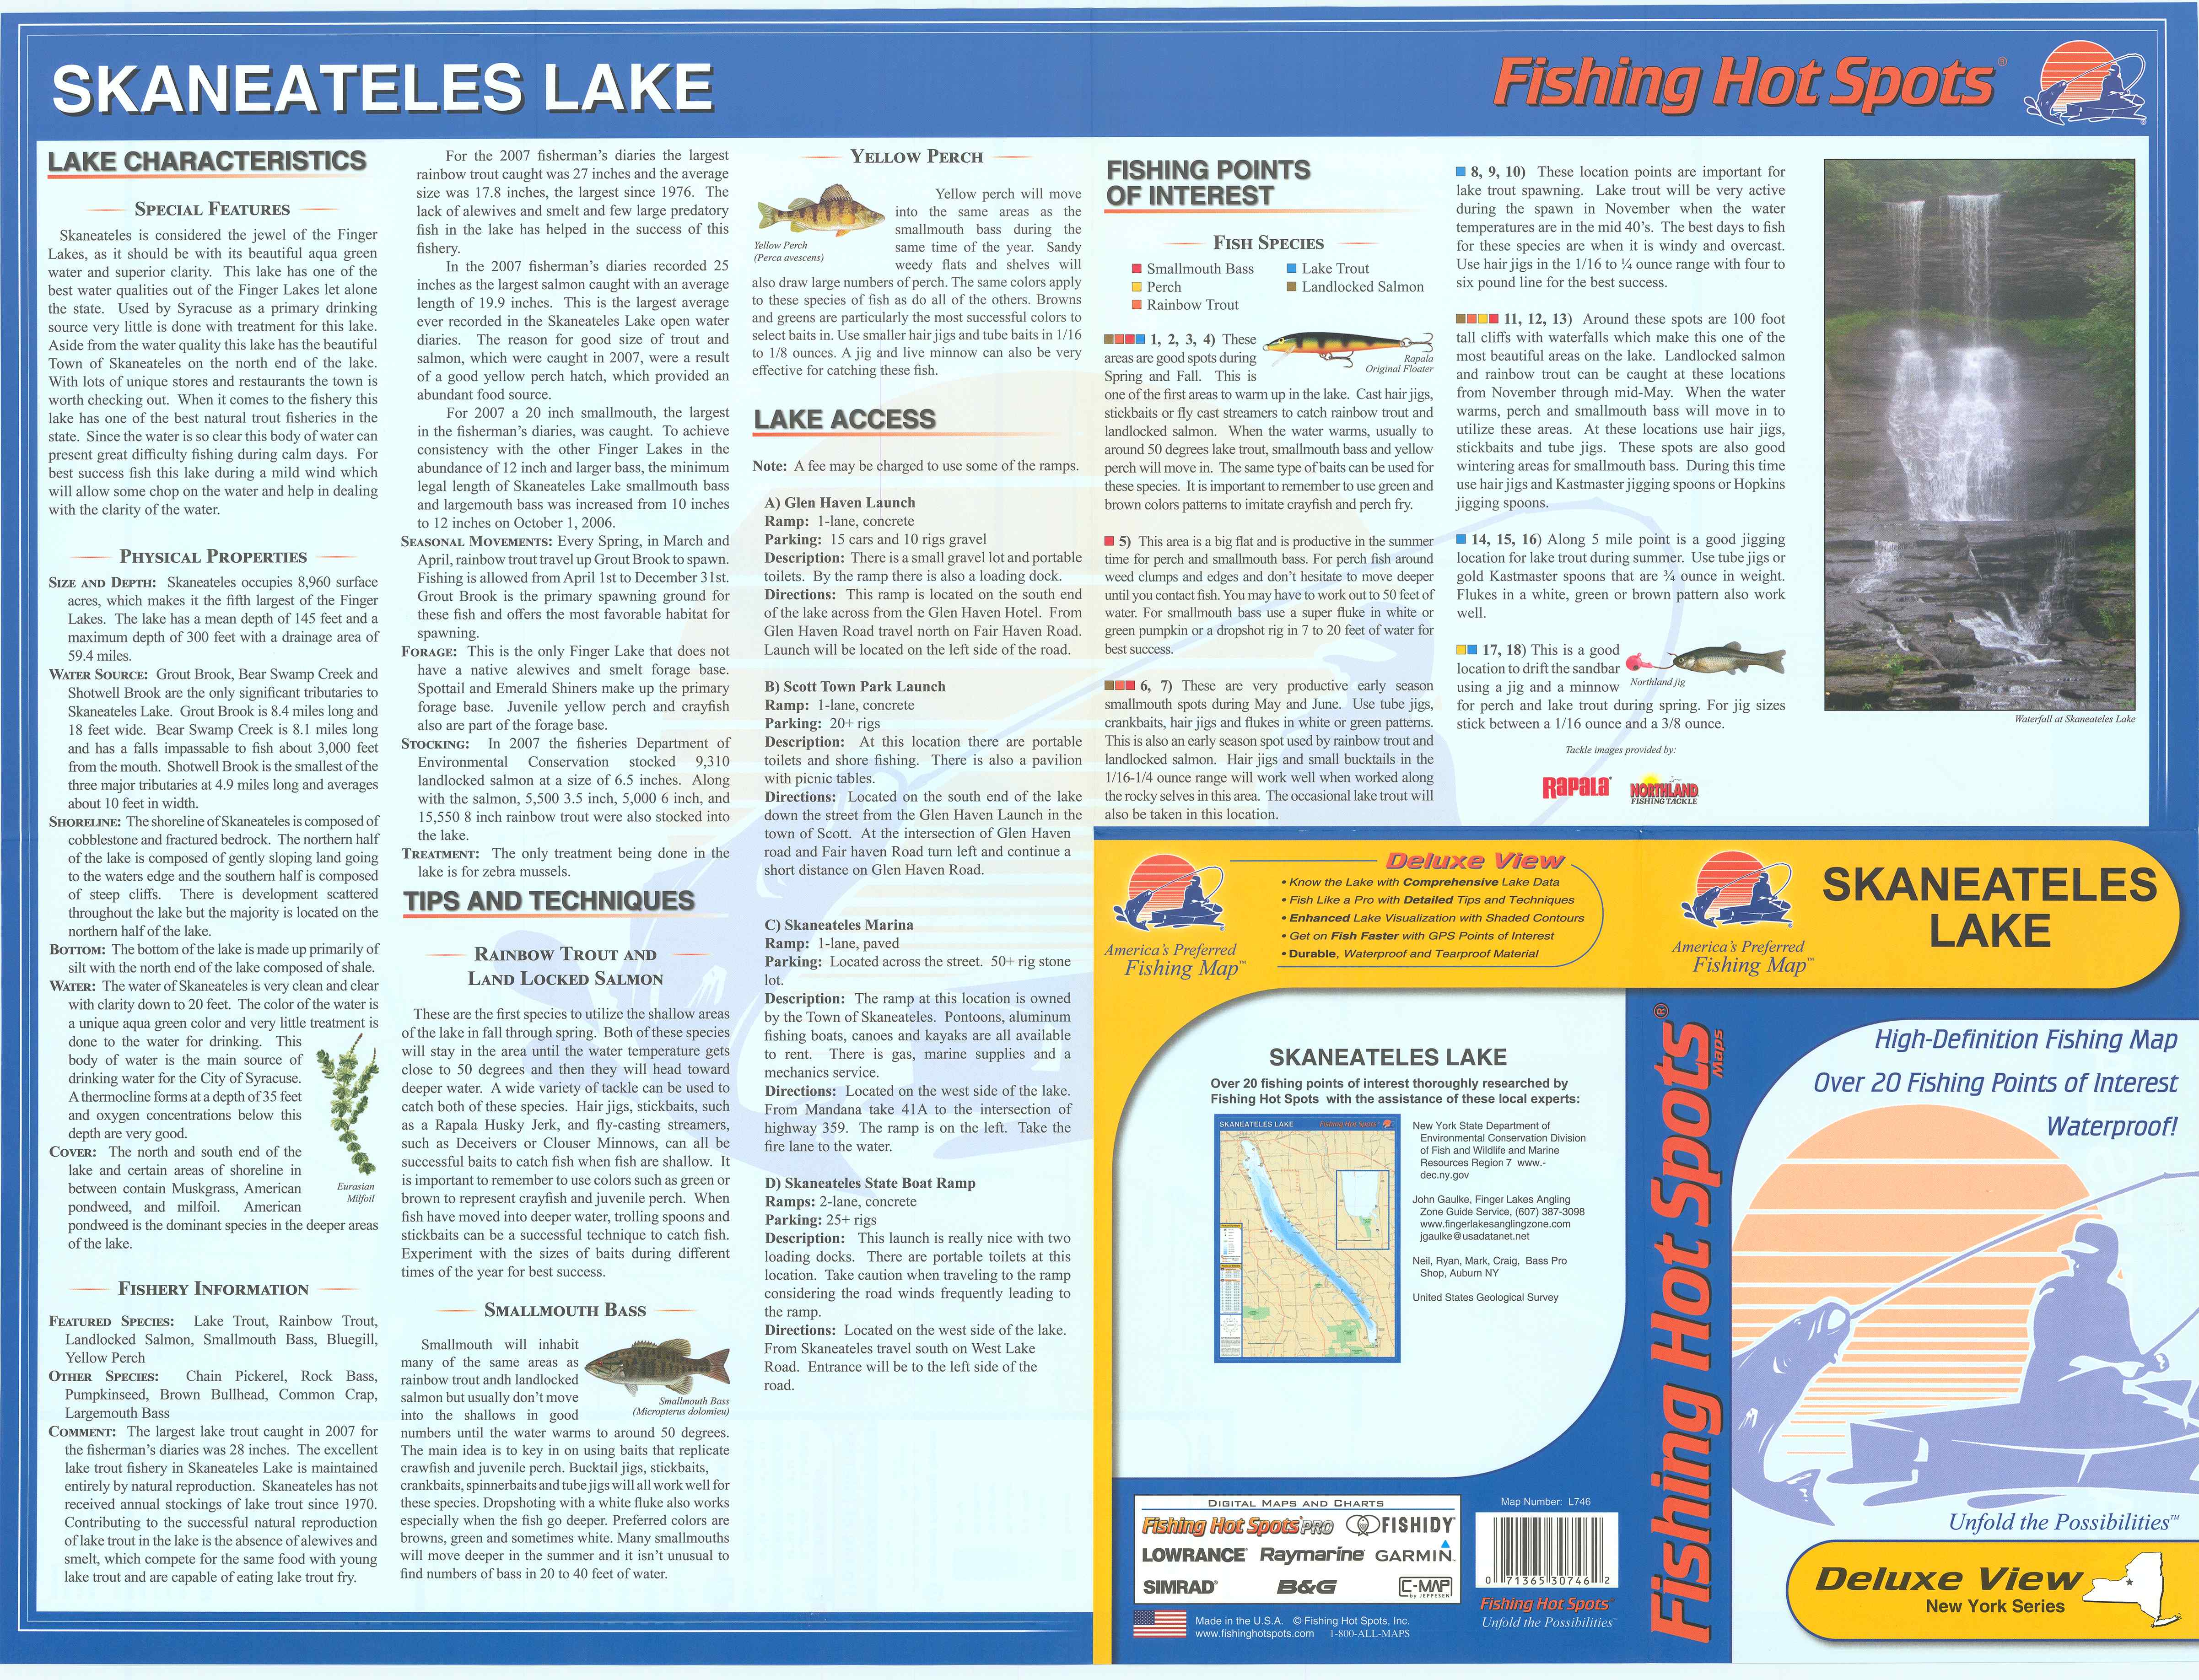 SKANEATELES LAKE
Fishing Hot Spots®
LAKE CHARACTERISTICS
SPECIAL FEATURES
Skaneateles is considered the jewel of the Finger
Lakes, as it should be with its beautiful aqua green
water and superior clarity. This lake has one of the
best water qualities out of the Finger Lakes let alone
the state. Used by Syracuse as a primary drinking
source very little is done with treatment for this lake.
Aside from the water quality this lake has the beautiful
Town of Skaneateles on the north end of the lake.
With lots of unique stores and restaurants the town is
worth checking out. When it comes to the fishery this
lake has one of the best natural trout fisheries in the
state. Since the water is so clear this body of water can
present great difficulty fishing during calm days. For
best success fish this lake during a mild wind which
will allow some chop on the water and help in dealing
with the clarity of the water.
PHYSICAL PROPERTIES
SIZE AND DEPTH: Skaneateles occupies 8,960 surface
acres, which makes it the fifth largest of the Finger
Lakes. The lake has a mean depth of 145 feet and a
maximum depth of 300 feet with a drainage area of
59.4 miles.
WATER SOURCE: Grout Brook, Bear Swamp Creek and
Shotwell Brook are the only significant tributaries to
Skaneateles Lake. Grout Brook is 8.4 miles long and
18 feet wide. Bear Swamp Creek is 8.1 miles long
and has a falls impassable to fish about 3,000 feet
from the mouth. Shotwell Brook is the smallest of the
three major tributaries at 4.9 miles long and averages
about 10 feet in width.
SHORELINE: The shoreline of Skaneateles is composed of
cobblestone and fractured bedrock. The northern half
of the lake is composed of gently sloping land going
to the waters edge and the southern half is composed
of steep cliffs. There is development scattered
throughout the lake but the majority is located on the
northern half of the lake.
BOTTOM: The bottom of the lake is made up primarily of
silt with the north end of the lake composed of shale.
WATER: The water of Skaneateles is very clean and clear
with clarity down to 20 feet. The color of the water is
a unique aqua green color and very little treatment is
done to the water for drinking. This
body of water is the main source of
drinking water for the City of Syracuse.
A thermocline forms at a depth of 35 feet
and oxygen concentrations below this
depth are very good.
COVER: The north and south end of the
lake and certain areas of shoreline in
between contain Muskgrass, American
pondweed, and milfoil. American
pondweed is the dominant species in the deeper areas
of the lake.
Eurasian
Milfoil
FISHERY INFORMATION
FEATURED SPECIES: Lake Trout, Rainbow Trout,
Landlocked Salmon, Smallmouth Bass, Bluegill,
Yellow Perch
OTHER SPECIES: Chain Pickerel, Rock Bass,
Pumpkinseed, Brown Bullhead, Common Crap,
Largemouth Bass
COMMENT: The largest lake trout caught in 2007 for
the fisherman's diaries was 28 inches. The excellent
lake trout fishery in Skaneateles Lake is maintained
entirely by natural reproduction. Skaneateles has not
received annual stockings of lake trout since 1970.
Contributing to the successful natural reproduction
of lake trout in the lake is the absence of alewives and
smelt, which compete for the same food with young
lake trout and are capable of eating lake trout fry.
For the 2007 fisherman's diaries the largest
rainbow trout caught was 27 inches and the average
size was 17.8 inches, the largest since 1976. The
lack of alewives and smelt and few large predatory
fish in the lake has helped in the success of this
fishery.
In the 2007 fisherman's diaries recorded 25
inches as the largest salmon caught with an average
length of 19.9 inches. This is the largest average
ever recorded in the Skaneateles Lake open water
diaries. The reason for good size of trout and
salmon, which were caught in 2007, were a result
of a good yellow perch hatch, which provided an
abundant food source.
For 2007 a 20 inch smallmouth, the largest
in the fisherman's diaries, was caught. To achieve
consistency with the other Finger Lakes in the
abundance of 12 inch and larger bass, the minimum
legal length of Skaneateles Lake smallmouth bass
and largemouth bass was increased from 10 inches
to 12 inches on October 1, 2006.
SEASONAL MOVEMENTS: Every Spring, in March and
April, rainbow trout travel up Grout Brook to spawn.
Fishing is allowed from April 1st to December 31st.
Grout Brook is the primary spawning ground for
these fish and offers the most favorable habitat for
spawning.
FORAGE: This is the only Finger Lake that does not
have a native alewives and smelt forage base.
Spottail and Emerald Shiners make up the primary
forage base. Juvenile yellow perch and crayfish
also are part of the forage base.
STOCKING: In 2007 the fisheries Department of
Environmental Conservation stocked 9,310
landlocked salmon at a size of 6.5 inches. Along
with the salmon, 5,500 3.5 inch, 5,000 6 inch, and
15,550 8 inch rainbow trout were also stocked into
the lake.
TREATMENT: The only treatment being done in the
lake is for zebra mussels.
TIPS AND TECHNIQUES
RAINBOW TROUT AND
LAND LOCKED SALMON
These are the first species to utilize the shallow areas
of the lake in fall through spring. Both of these species
will stay in the area until the water temperature gets
close to 50 degrees and then they will head toward
deeper water. A wide variety of tackle can be used to
catch both of these species. Hair jigs, stickbaits, such
as a Rapala Husky Jerk, and fly-casting streamers,
such as Deceivers or Clouser Minnows, can all be
successful baits to catch fish when fish are shallow. It
is important to remember to use colors such as green or
brown to represent crayfish and juvenile perch. When
fish have moved into deeper water, trolling spoons and
stickbaits can be a successful technique to catch fish.
Experiment with the sizes of baits during different
times of the year for best success.
SMALLMOUTH BASS
Smallmouth will inhabit
many of the same areas as
rainbow trout andh landlocked
salmon but usually don't move
into the shallows in good
numbers until the water warms to around 50 degrees.
The main idea is to key in on using baits that replicate
crawfish and juvenile perch. Bucktail jigs, stickbaits,
crankbaits, spinnerbaits and tube jigs will all work well for
these species. Dropshoting with a white fluke also works
especially when the fish go deeper. Preferred colors are
browns, green and sometimes white. Many smallmouths
will move deeper in the summer and it isn't unusual to
find numbers of bass in 20 to 40 feet of water.
Smallmouth Bass
(Micropterus dolomieu)
YELLOW PERCH
Yellow perch will move
into the same areas as the
smallmouth bass during the
same time of the year. Sandy
weedy flats and shelves will
also draw large numbers of perch. The same colors apply
to these species of fish as do all of the others. Browns
and greens are particularly the most successful colors to
select baits in. Use smaller hair jigs and tube baits in 1/16
to 1/8 ounces. A jig and live minnow can also be very
effective for catching these fish.
Yellow Perch
(Perca avescens)
LAKE ACCESS
Note: A fee may be charged to use some of the ramps.
A) Glen Haven Launch
Ramp: 1-lane, concrete
Parking: 15 cars and 10 rigs gravel
Description: There is a small gravel lot and portable
toilets. By the ramp there is also a loading dock.
Directions: This ramp is located on the south end
of the lake across from the Glen Haven Hotel. From
Glen Haven Road travel north on Fair Haven Road.
Launch will be located on the left side of the road.
B) Scott Town Park Launch
Ramp: 1-lane, concrete
Parking: 20+ rigs
Description: At this location there are portable
toilets and shore fishing. There is also a pavilion
with picnic tables.
Directions: Located on the south end of the lake
down the street from the Glen Haven Launch in the
town of Scott. At the intersection of Glen Haven
road and Fair haven Road turn left and continue a
short distance on Glen Haven Road.
C) Skaneateles Marina
Ramp: 1-lane, paved
Parking: Located across the street. 50+ rig stone
lot.
Description: The ramp at this location is owned
by the Town of Skaneateles. Pontoons, aluminum
fishing boats, canoes and kayaks are all available
to rent. There is gas, marine supplies and a
mechanics service.
Directions: Located on the west side of the lake.
From Mandana take 41A to the intersection of
highway 359. The ramp is on the left. Take the
fire lane to the water.
D) Skaneateles State Boat Ramp
Ramps: 2-lane, concrete
Parking: 25+ rigs
Description: This launch is really nice with two
loading docks. There are portable toilets at this
location. Take caution when traveling to the ramp
considering the road winds frequently leading to
the ramp.
Directions: Located on the west side of the lake.
From Skaneateles travel south on West Lake
Road. Entrance will be to the left side of the
road.
FISHING POINTS
OF INTEREST
FISH SPECIES
Smallmouth Bass
Perch
Rainbow Trout
Lake Trout
Landlocked Salmon
1, 2, 3, 4) These
areas are good spots during
Spring and Fall. This is
one of the first areas to warm up in the lake. Cast hair jigs,
stickbaits or fly cast streamers to catch rainbow trout and
landlocked salmon. When the water warms, usually to
around 50 degrees lake trout, smallmouth bass and yellow
perch will move in. The same type of baits can be used for
these species. It is important to remember to use green and
brown colors patterns to imitate crayfish and perch fry.
Rapala
Original Floater
5) This area is a big flat and is productive in the summer
time for perch and smallmouth bass. For perch fish around
weed clumps and edges and don't hesitate to move deeper
until you contact fish. You may have to work out to 50 feet of
water. For smallmouth bass use a super fluke in white or
green pumpkin or a dropshot rig in 7 to 20 feet of water for
best success.
6, 7) These are very productive early season
smallmouth spots during May and June. Use tube jigs,
crankbaits, hair jigs and flukes in white or green patterns.
This is also an early season spot used by rainbow trout and
landlocked salmon. Hair jigs and small bucktails in the
1/16-1/4 ounce range will work well when worked along
the rocky selves in this area. The occasional lake trout will
also be taken in this location.
8, 9, 10) These location points are important for
lake trout spawning. Lake trout will be very active
during the spawn in November when the water
temperatures are in the mid 40's. The best days to fish
for these species are when it is windy and overcast.
Use hair jigs in the 1/16 to ¼ ounce range with four to
six pound line for the best success.
11, 12, 13) Around these spots are 100 foot
tall cliffs with waterfalls which make this one of the
most beautiful areas on the lake. Landlocked salmon
and rainbow trout can be caught at these locations
from November through mid-May. When the water
warms, perch and smallmouth bass will move in to
utilize these areas. At these locations use hair jigs,
stickbaits and tube jigs. These spots are also good
wintering areas for smallmouth bass. During this time
use hair jigs and Kastmaster jigging spoons or Hopkins
jigging spoons.
14, 15, 16) Along 5 mile point is a good jigging
location for lake trout during summer. Use tube jigs or
gold Kastmaster spoons that are ¾ ounce in weight.
Flukes in a white, green or brown pattern also work
well.
17, 18) This is a good
location to drift the sandbar
using a jig and a minnow
for perch and lake trout during spring. For jig sizes
stick between a 1/16 ounce and a 3/8 ounce.
Northland jig
Tackle images provided by:
RAPALA
NORTHLAND
FISHING TACKLE
Waterfall at Skaneateles Lake
America's Preferred
Fishing Map™
Deluxe View
• Know the Lake with Comprehensive Lake Data
• Fish Like a Pro with Detailed Tips and Techniques
• Enhanced Lake Visualization with Shaded Contours
• Get on Fish Faster with GPS Points of Interest
• Durable, Waterproof and Tearproof Material
America's Preferred
Fishing Map™
SKANEATELES
LAKE
SKANEATELES LAKE
Over 20 fishing points of interest thoroughly researched by
Fishing Hot Spots with the assistance of these local experts:
SKANEATELES LAKE
Fishing Hot Spots
New York State Department of
Environmental Conservation Division
of Fish and Wildlife and Marine
Resources Region 7 www.-
dec.ny.gov
John Gaulke, Finger Lakes Angling
Zone Guide Service, (607) 387-3098
www.fingerlakesanglingzone.com
jgaulke@usadatanet.net
Neil, Ryan, Mark, Craig, Bass Pro
Shop, Auburn NY
United States Geological Survey
DIGITAL MAPS AND CHARTS
Fishing Hot Spots PRO
FISHIDY
LOWRANCE
Raymarine
GARMIN
SIMRAD
B&G
C-MAP
by JEPPESEN
Made in the U.S.A. © Fishing Hot Spots, Inc.
www.fishinghotspots.com 1-800-ALL-MAPS
Map Number: L746
0 71365 30746 2
Fishing Hot Spots
Unfold the Possibilities
Fishing Hot Spots® Maps
High-Definition Fishing Map
Over 20 Fishing Points of Interest
Waterproof!
Unfold the Possibilities™
Deluxe View
New York Series